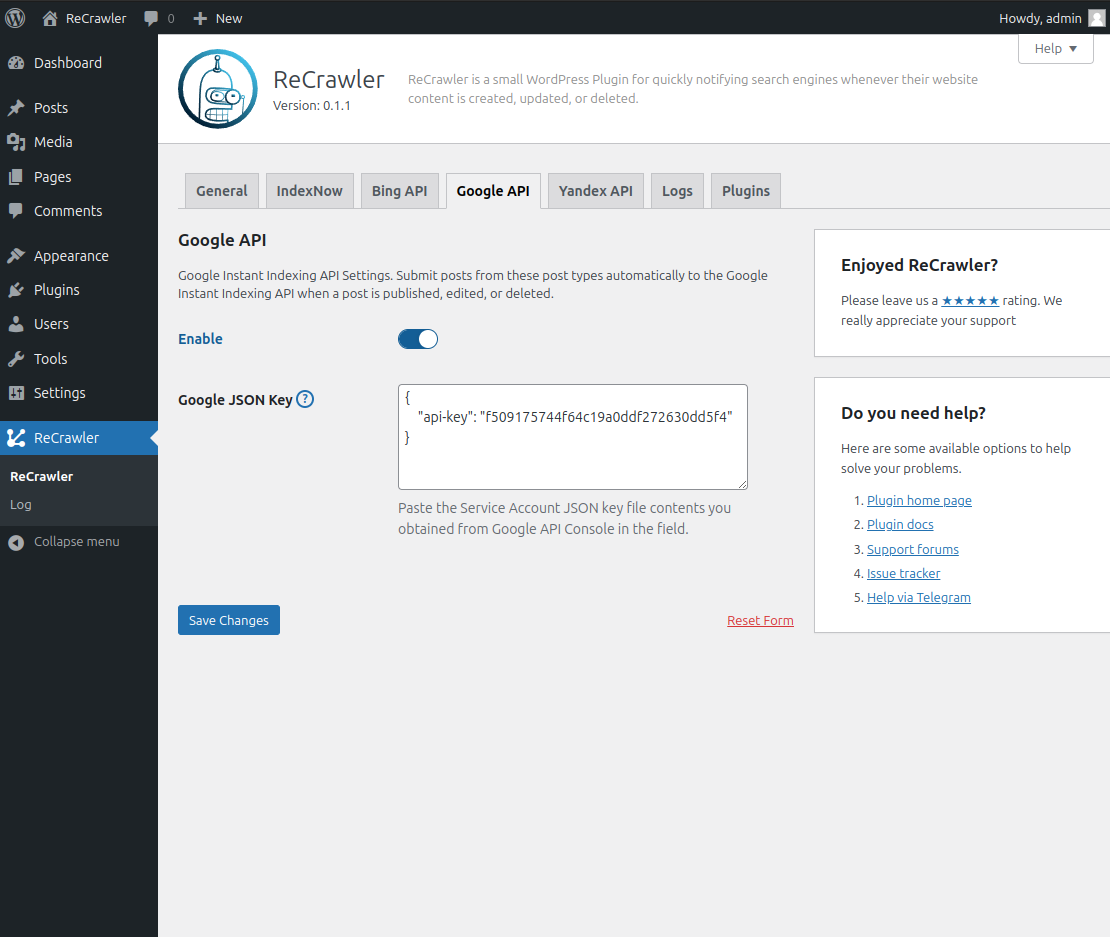 ReCrawler 0 New Howdy, admin
Help
Dashboard
Posts
Media
Pages
Comments
Appearance
Plugins
Users
Tools
Settings
ReCrawler
ReCrawler
Log
Collapse menu
ReCrawler
Version: 0.1.1
ReCrawler is a small WordPress Plugin for quickly notifying search engines whenever their website
content is created, updated, or deleted.
General IndexNow Bing API Google API Yandex API Logs Plugins
Google API
Google Instant Indexing API Settings. Submit posts from these post types automatically to the Google
Instant Indexing API when a post is published, edited, or deleted.
Enable
Google JSON Key ?
{
"api-key": "f509175744f64c19a0ddf272630dd5f4"
}
Paste the Service Account JSON key file contents you
obtained from Google API Console in the field.
Save Changes Reset Form
Enjoyed ReCrawler?
Please leave us a ★★★★★ rating. We
really appreciate your support
Do you need help?
Here are some available options to help
solve your problems.
1. Plugin home page
2. Plugin docs
3. Support forums
4. Issue tracker
5. Help via Telegram